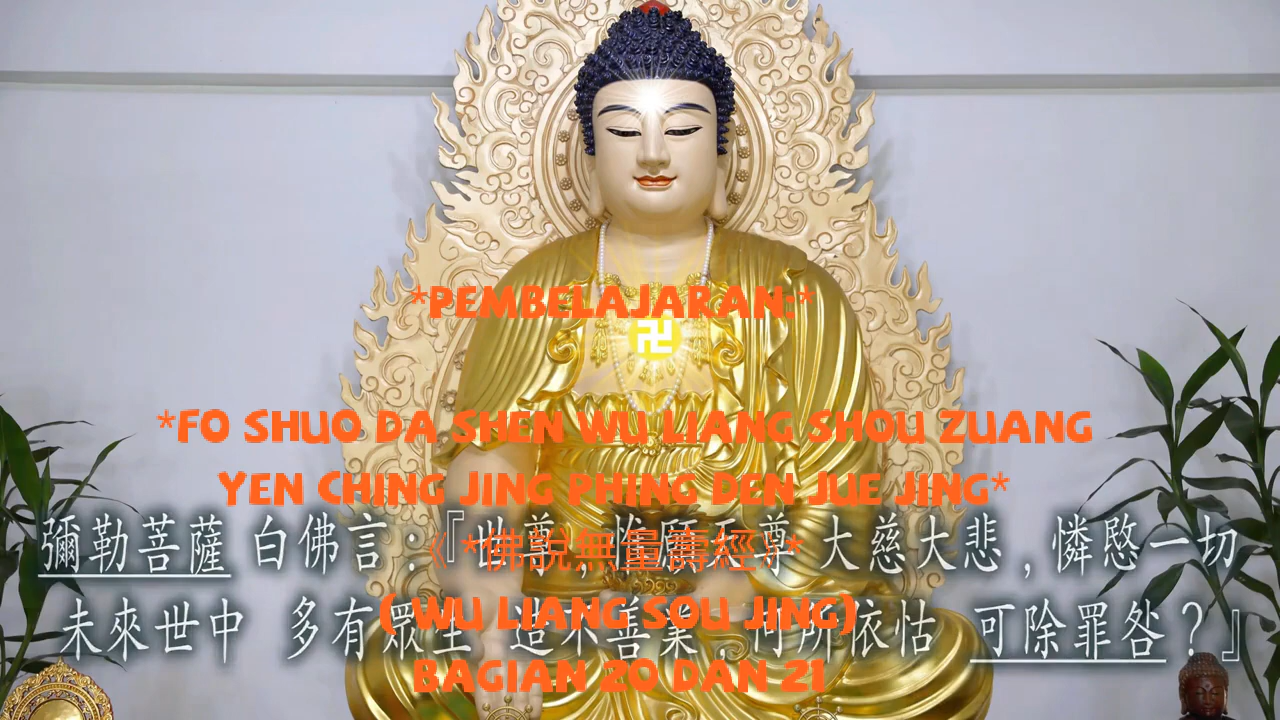 *PEMBELAJARAN:*
*FO SHUO DA SHEN WU LIANG SHOU ZUANG
YEN CHING JING PHING DEN JUE JING*
彌勒菩薩 白佛言：『世尊，惟願天尊 大慈大悲，憐愍一切
《 *佛說無量壽經》*
(WU LIANG SOU JING)
未來世中 多有眾生 造不善業，何所依怙 可除罪咎？』
BAGIAN 20 DAN 21
卍